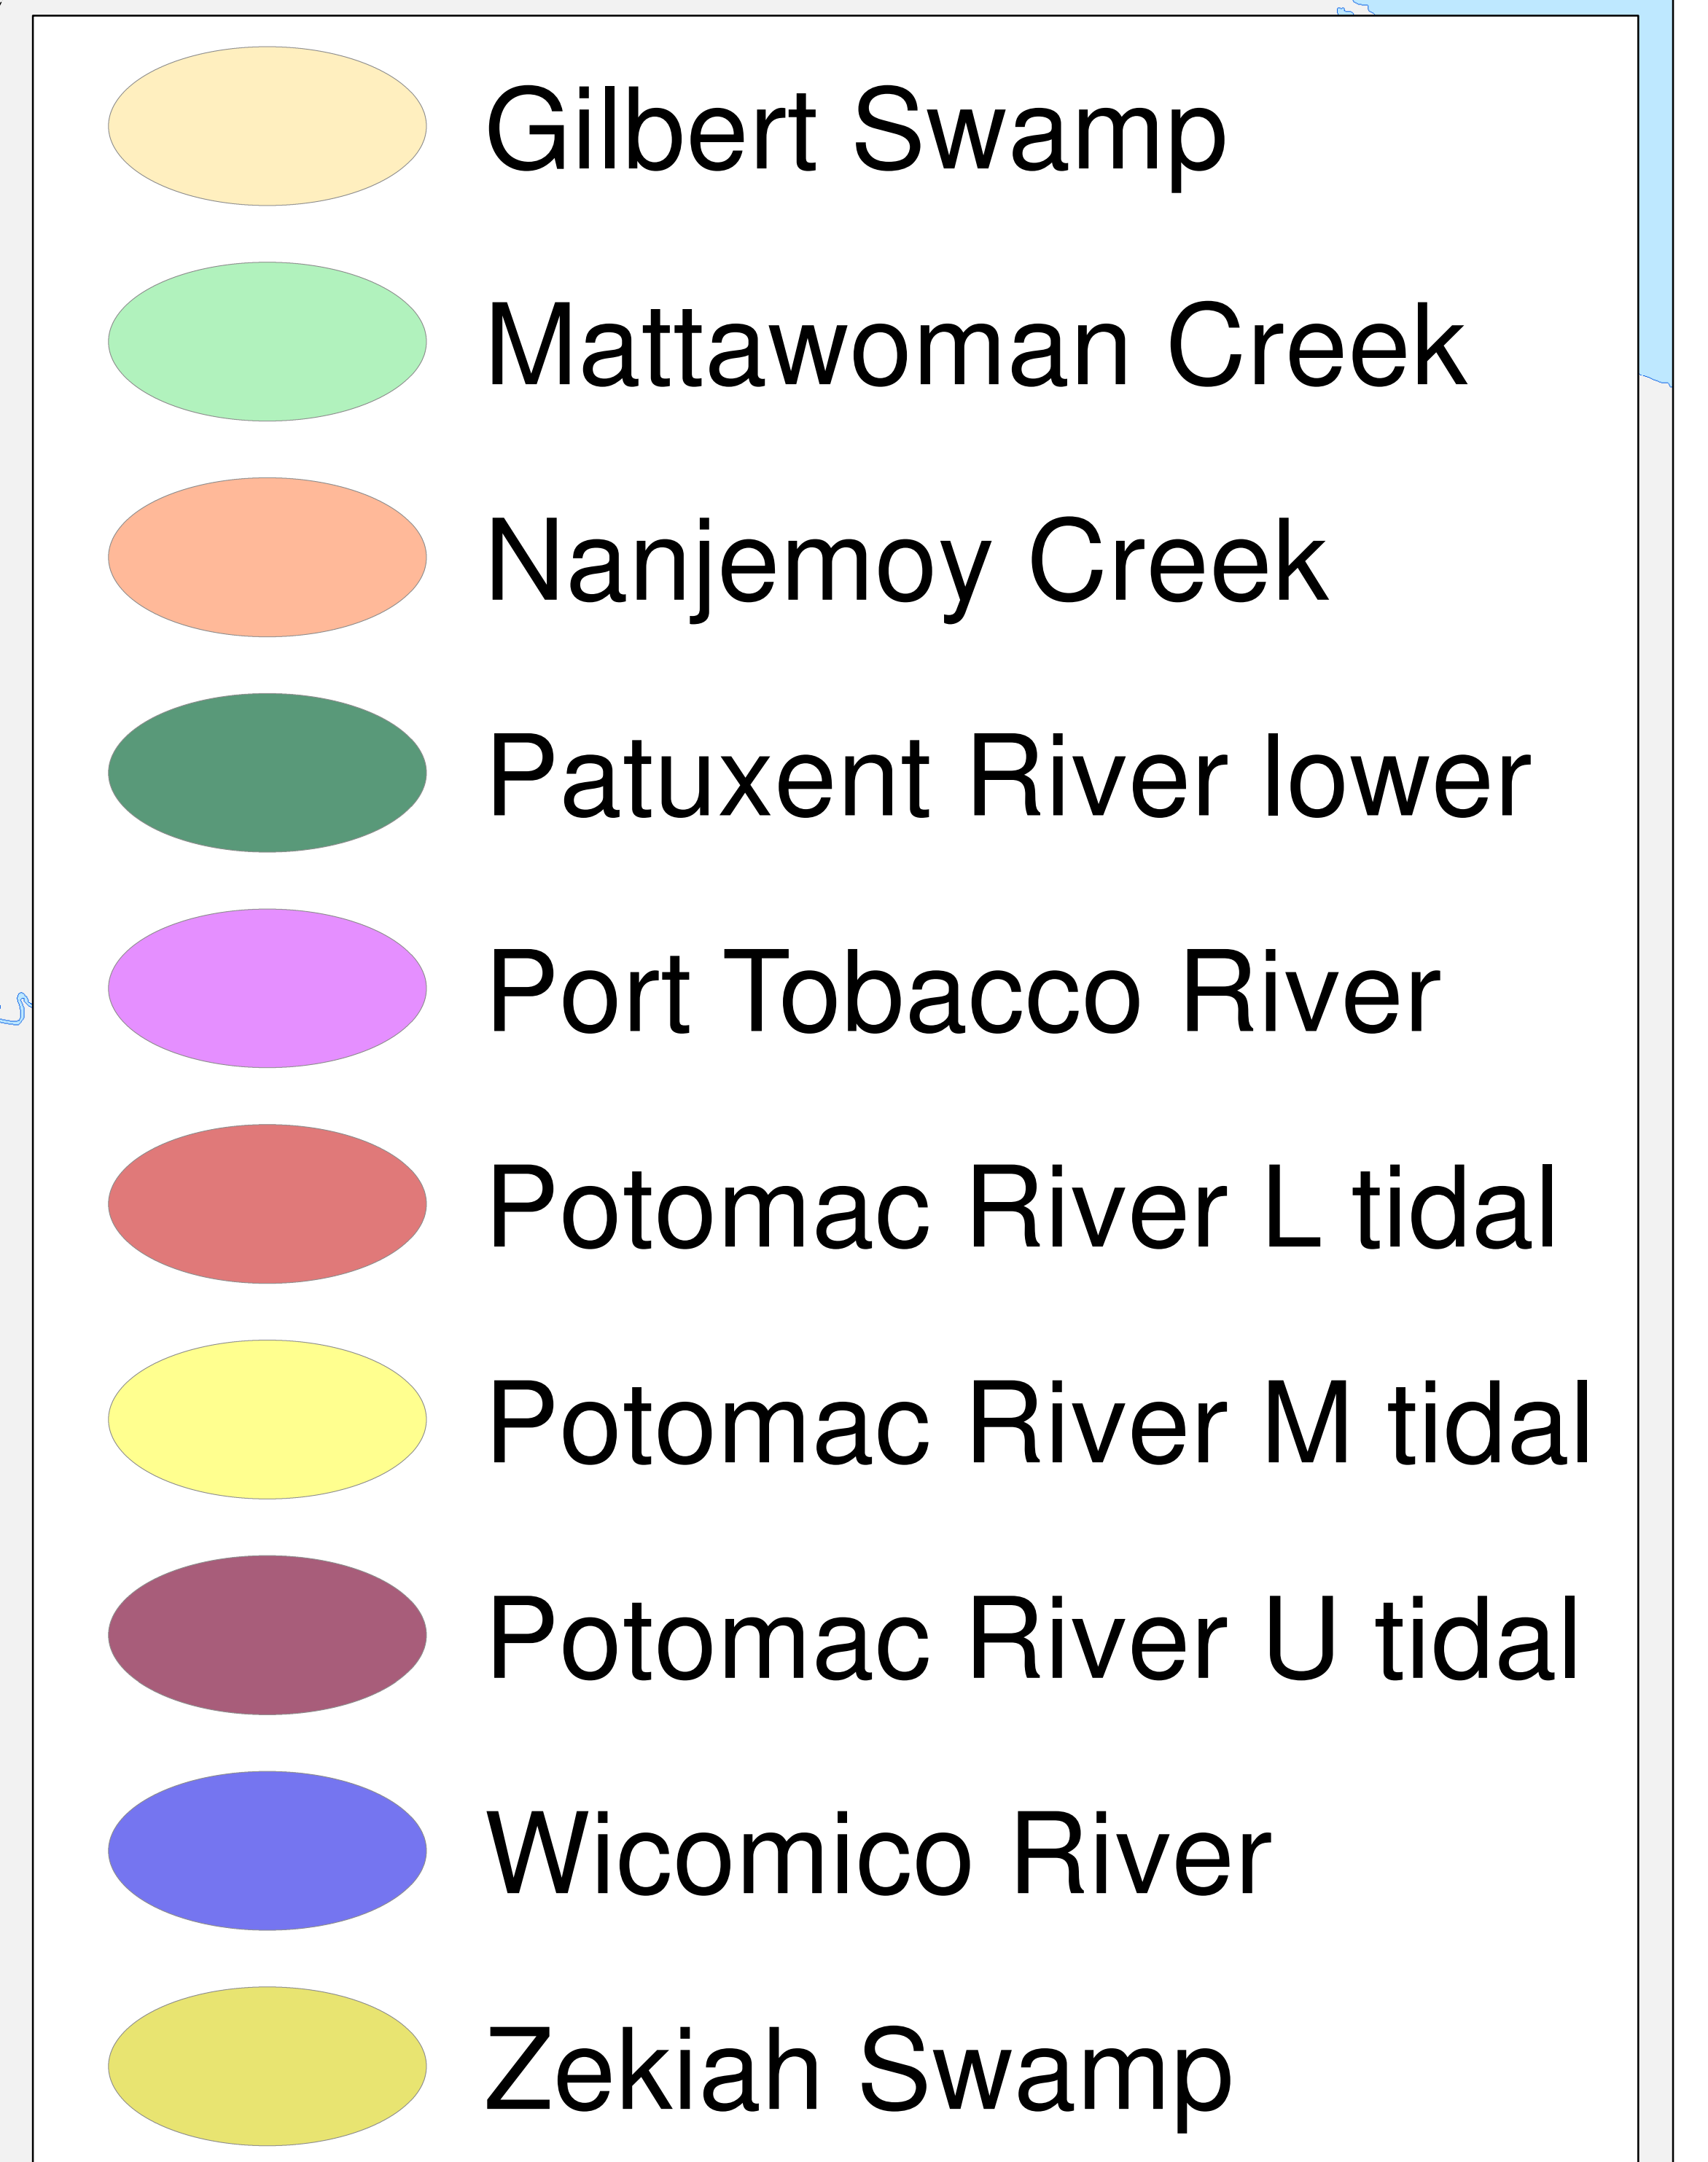 Gilbert Swamp
Mattawoman Creek
Nanjemoy Creek
Patuxent River lower
Port Tobacco River
Potomac River L tidal
Potomac River M tidal
Potomac River U tidal
Wicomico River
Zekiah Swamp